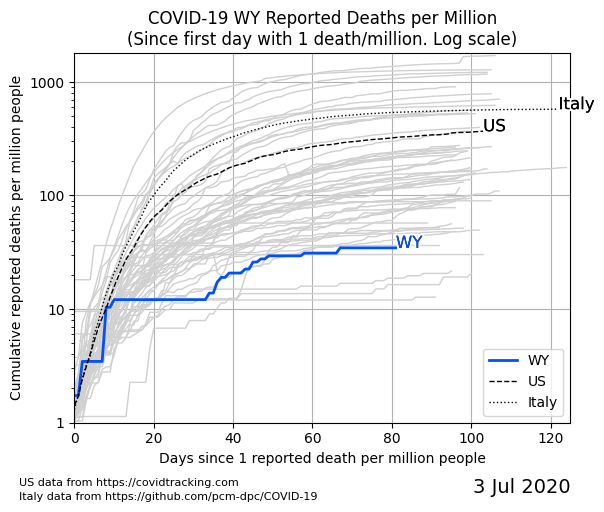 COVID-19 WY Reported Deaths per Million
(Since first day with 1 death/million. Log scale)
Cumulative reported deaths per million people
1000
100
10
1
Italy
US
WY
WY
US
Italy
0 20 40 60 80 100 120
Days since 1 reported death per million people
US data from https://covidtracking.com
Italy data from https://github.com/pcm-dpc/COVID-19
3 Jul 2020